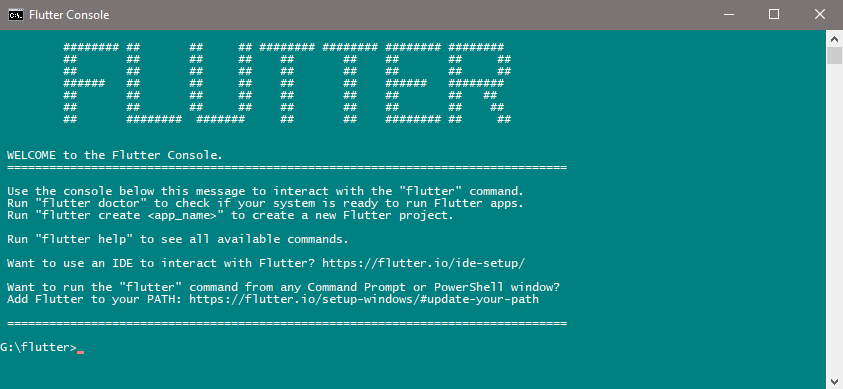 Flutter Console
######## ##       ##     ## ######## ######## ######## ########
##       ##       ##     ##    ##       ##    ##       ##     ##
##       ##       ##     ##    ##       ##    ##       ##     ##
######   ##       ##     ##    ##       ##    ######   ########
##       ##       ##     ##    ##       ##    ##       ##   ##
##       ##       ##     ##    ##       ##    ##       ##    ##
##       ########  #######     ##       ##    ######## ##     ##
WELCOME to the Flutter Console.
================================================================================
Use the console below this message to interact with the "flutter" command.
Run "flutter doctor" to check if your system is ready to run Flutter apps.
Run "flutter create <app_name>" to create a new Flutter project.
Run "flutter help" to see all available commands.
Want to use an IDE to interact with Flutter? https://flutter.io/ide-setup/
Want to run the "flutter" command from any Command Prompt or PowerShell window?
Add Flutter to your PATH: https://flutter.io/setup-windows/#update-your-path
================================================================================
G:\flutter>_